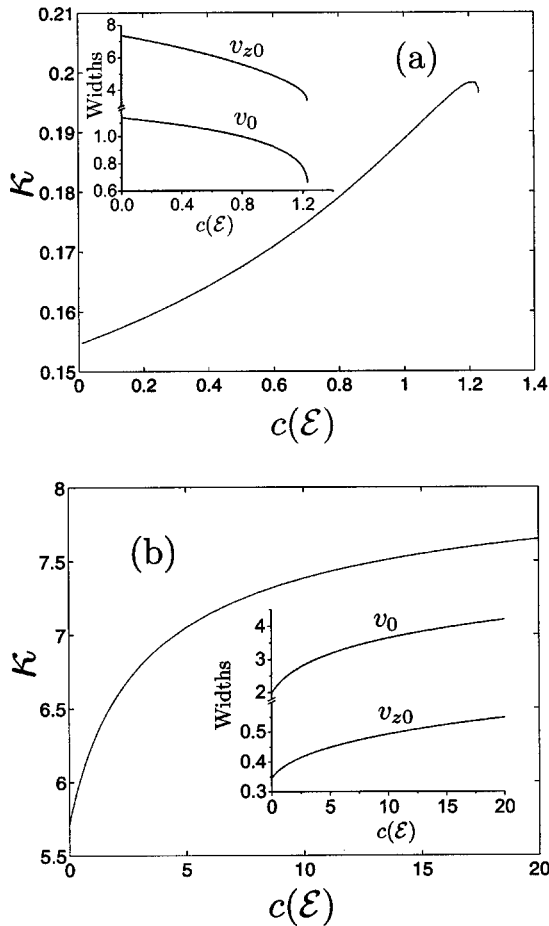 0.21
0.2
0.19
0.18
0.17
0.16
0.15
κ
0 0.2 0.4 0.6 0.8 1 1.2 1.4
c(ℰ)
(a)
8
6
4
1.0
0.8
0.6
Widths
v_{z0}
v_0
0.0 0.4 0.8 1.2
c(ℰ)
8
7.5
7
6.5
6
5.5
κ
0 5 10 15 20
c(ℰ)
(b)
4
3
2
0.5
0.4
0.3
Widths
v_0
v_{z0}
0 5 10 15 20
c(ℰ)